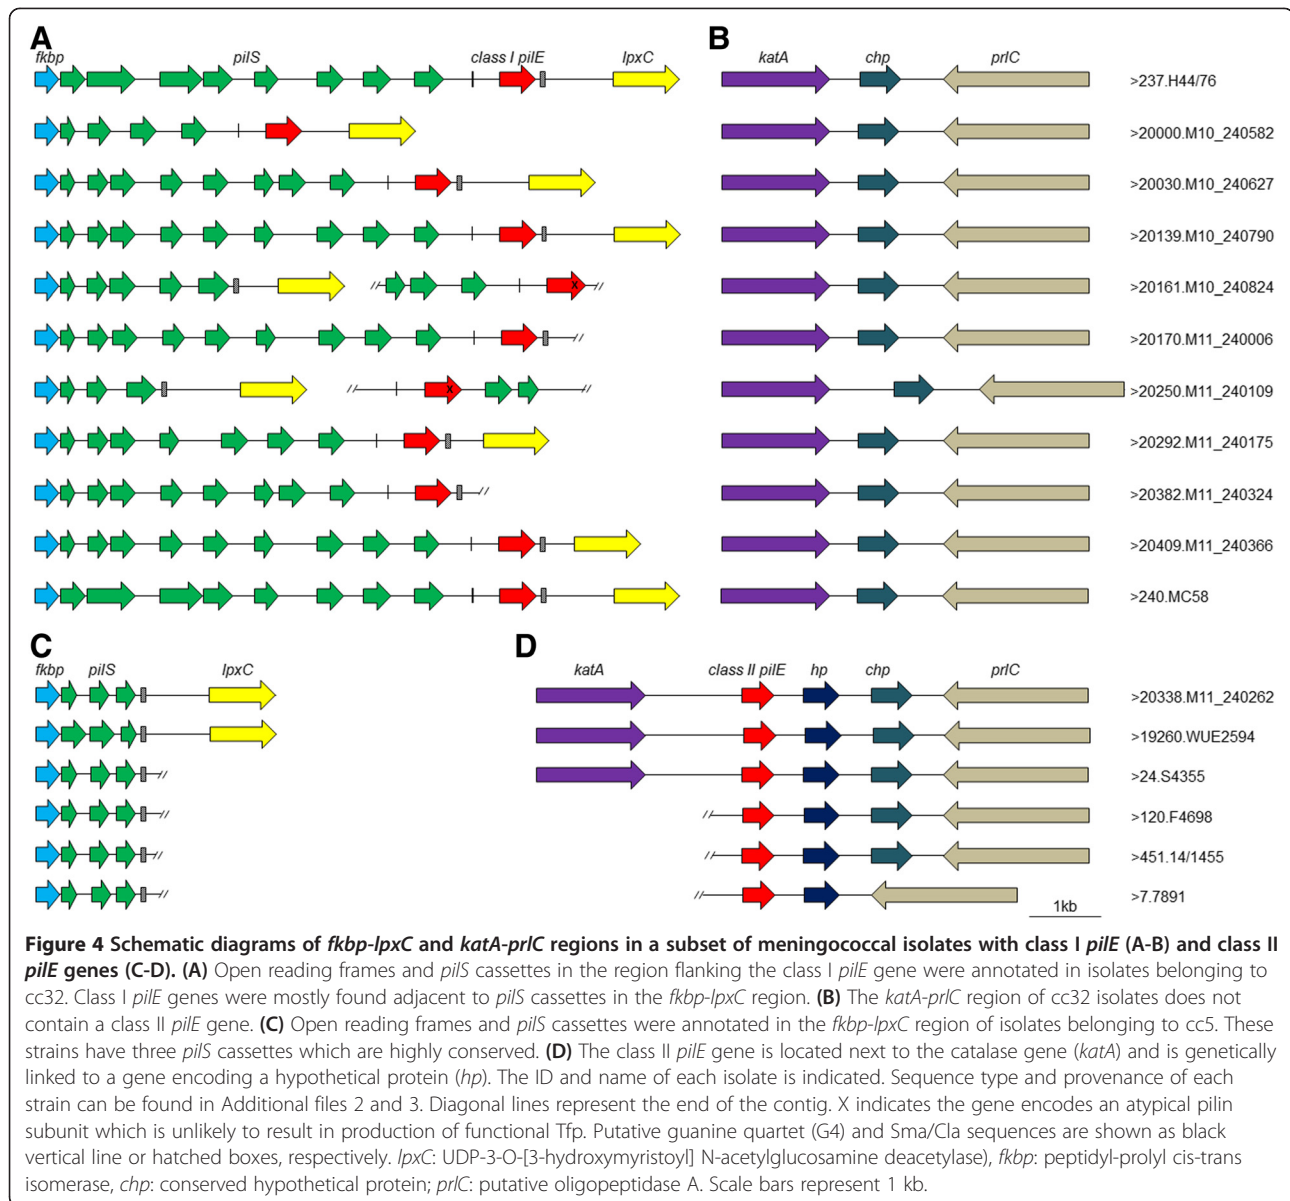 A
B
fkbp pilS class I pilE lpxC katA chp prlC
>237.H44/76
>20000.M10_240582
>20030.M10_240627
>20139.M10_240790
// // x >20161.M10_240824
// >20170.M11_240006
// x // >20250.M11_240109
>20292.M11_240175
// >20382.M11_240324
>20409.M11_240366
>240.MC58
C
D
fkbp pilS lpxC katA class II pilE hp chp prlC
>20338.M11_240262
>19260.WUE2594
// >24.S4355
// // >120.F4698
// // >451.14/1455
// // >7.7891
1kb
Figure 4 Schematic diagrams of fkbp-lpxC and katA-prlC regions in a subset of meningococcal isolates with class I pilE (A-B) and class II
pilE genes (C-D). (A) Open reading frames and pilS cassettes in the region flanking the class I pilE gene were annotated in isolates belonging to
cc32. Class I pilE genes were mostly found adjacent to pilS cassettes in the fkbp-lpxC region. (B) The katA-prlC region of cc32 isolates does not
contain a class II pilE gene. (C) Open reading frames and pilS cassettes were annotated in the fkbp-lpxC region of isolates belonging to cc5. These
strains have three pilS cassettes which are highly conserved. (D) The class II pilE gene is located next to the catalase gene (katA) and is genetically
linked to a gene encoding a hypothetical protein (hp). The ID and name of each isolate is indicated. Sequence type and provenance of each
strain can be found in Additional files 2 and 3. Diagonal lines represent the end of the contig. X indicates the gene encodes an atypical pilin
subunit which is unlikely to result in production of functional Tfp. Putative guanine quartet (G4) and Sma/Cla sequences are shown as black
vertical line or hatched boxes, respectively. lpxC: UDP-3-O-[3-hydroxymyristoyl] N-acetylglucosamine deacetylase), fkbp: peptidyl-prolyl cis-trans
isomerase, chp: conserved hypothetical protein; prlC: putative oligopeptidase A. Scale bars represent 1 kb.